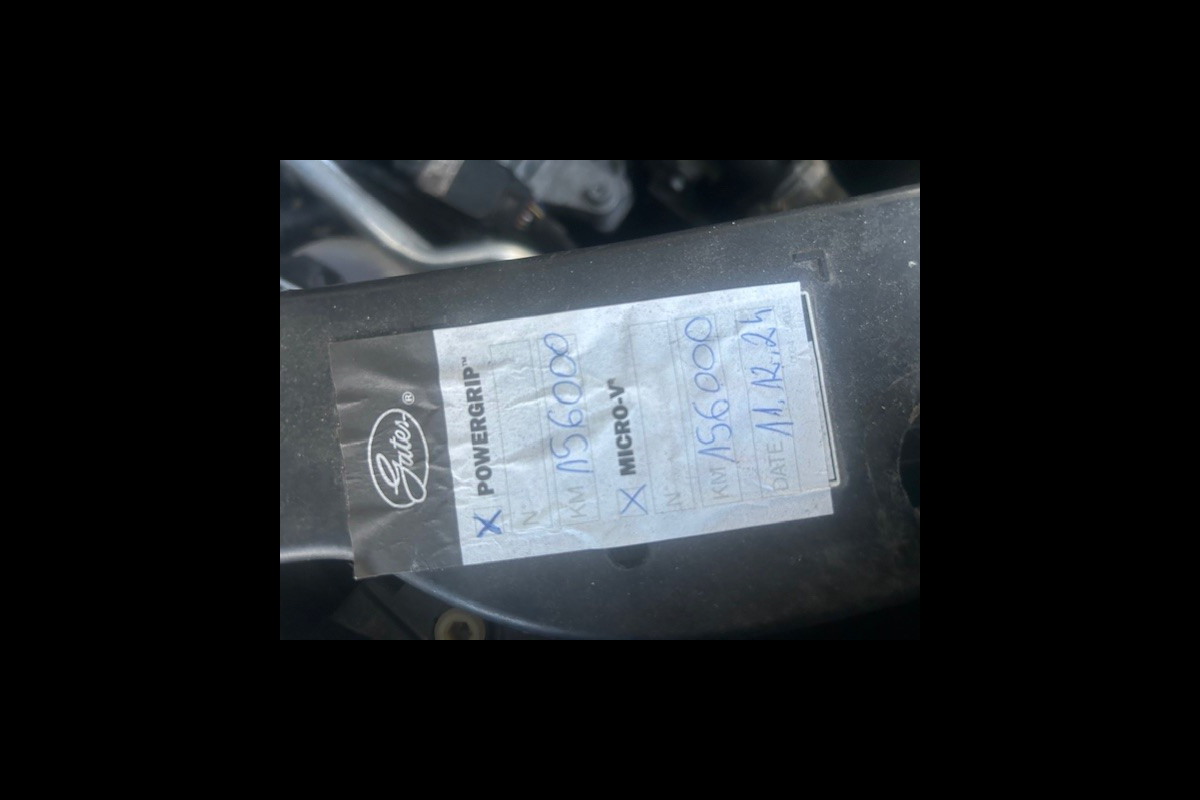 Gates®
X POWERGRIP™
N°
KM 156000
X MICRO-V®
N°
KM 156000
DATE 11.12.24